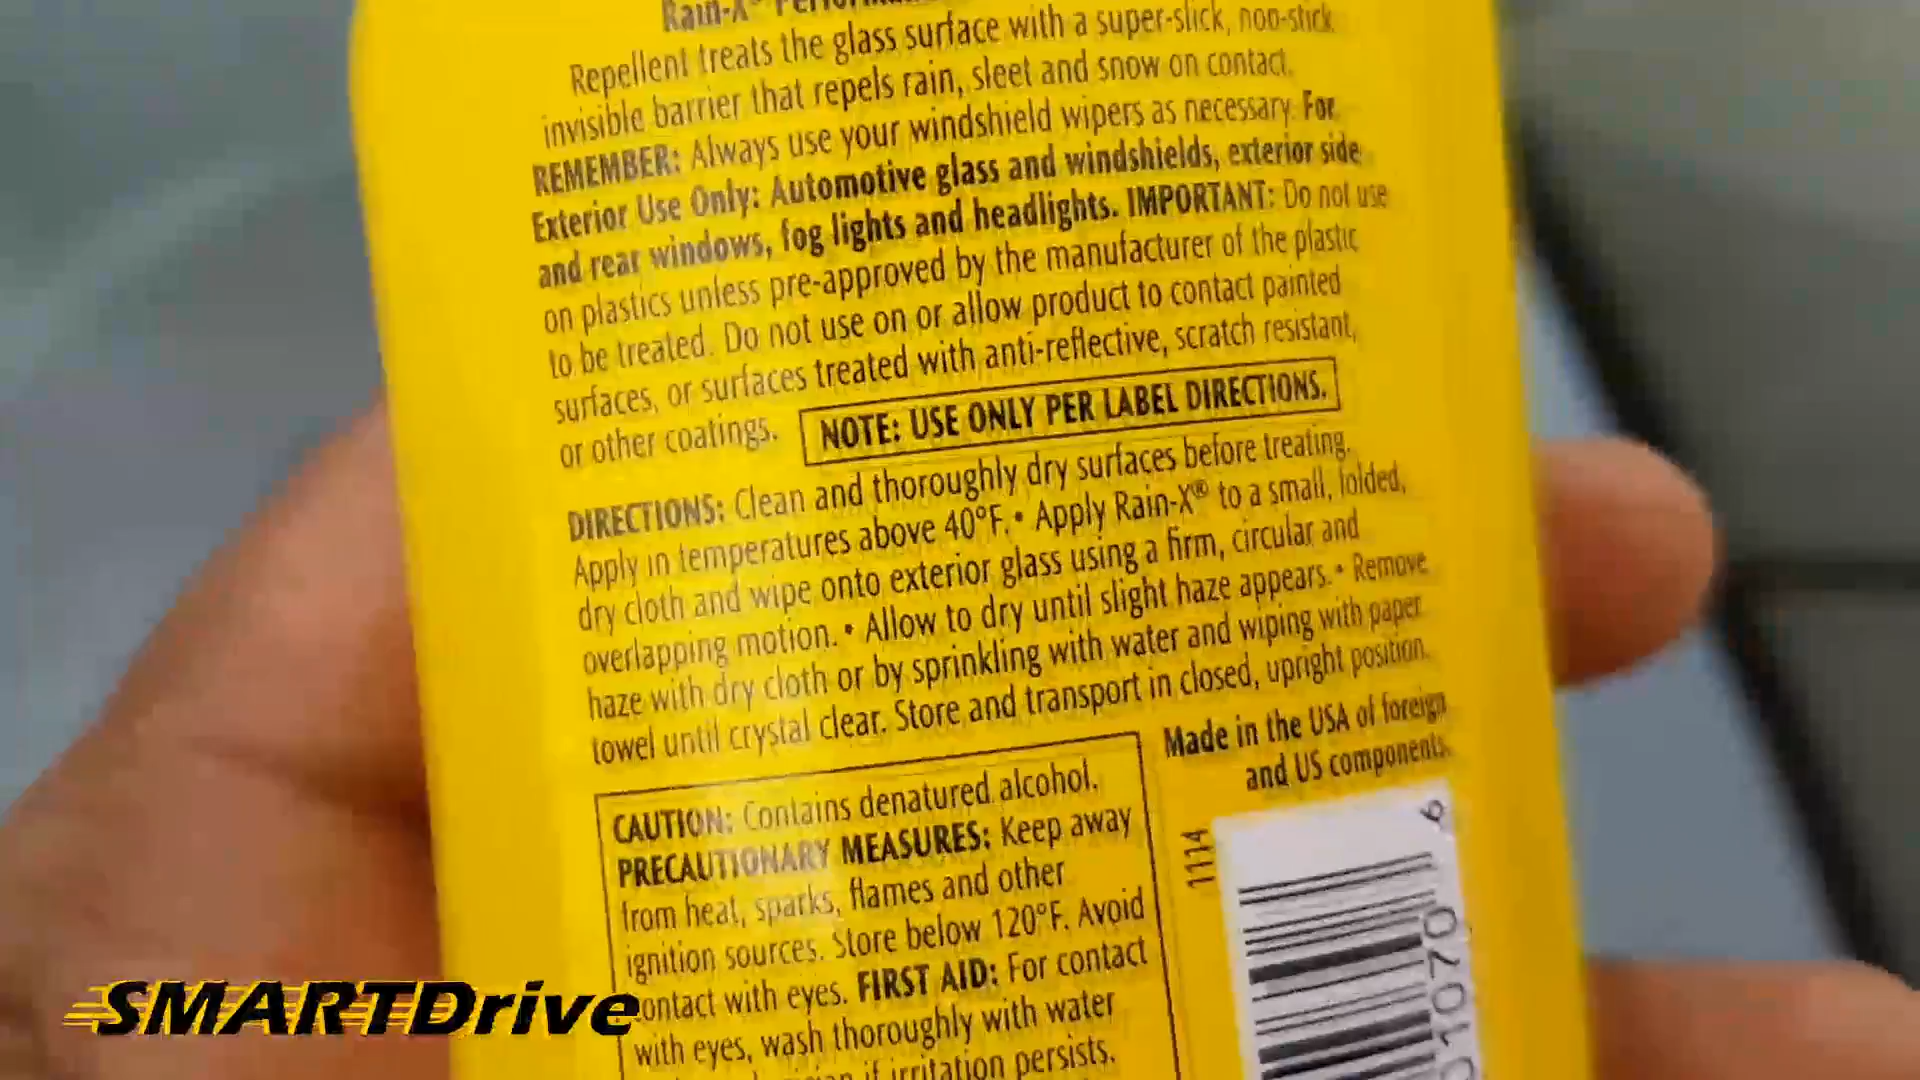 Rain-X®
Repellent treats the glass surface with a super-slick, non-stick
invisible barrier that repels rain, sleet and snow on contact.
REMEMBER: Always use your windshield wipers as necessary. For
Exterior Use Only: Automotive glass and windshields, exterior side
and rear windows, fog lights and headlights. IMPORTANT: Do not use
on plastics unless pre-approved by the manufacturer of the plastic
to be treated. Do not use on or allow product to contact painted
surfaces, or surfaces treated with anti-reflective, scratch resistant,
or other coatings. NOTE: USE ONLY PER LABEL DIRECTIONS.
DIRECTIONS: Clean and thoroughly dry surfaces before treating.
Apply in temperatures above 40°F. • Apply Rain-X® to a small, folded,
dry cloth and wipe onto exterior glass using a firm, circular and
overlapping motion. • Allow to dry until slight haze appears. • Remove
haze with dry cloth or by sprinkling with water and wiping with paper
towel until crystal clear. Store and transport in closed, upright position.
Made in the USA of foreign
and US components.
CAUTION: Contains denatured alcohol.
PRECAUTIONARY MEASURES: Keep away
from heat, sparks, flames and other
ignition sources. Store below 120°F. Avoid
contact with eyes. FIRST AID: For contact
with eyes, wash thoroughly with water
if irritation persists.
1114
6
07910
SMARTDrive